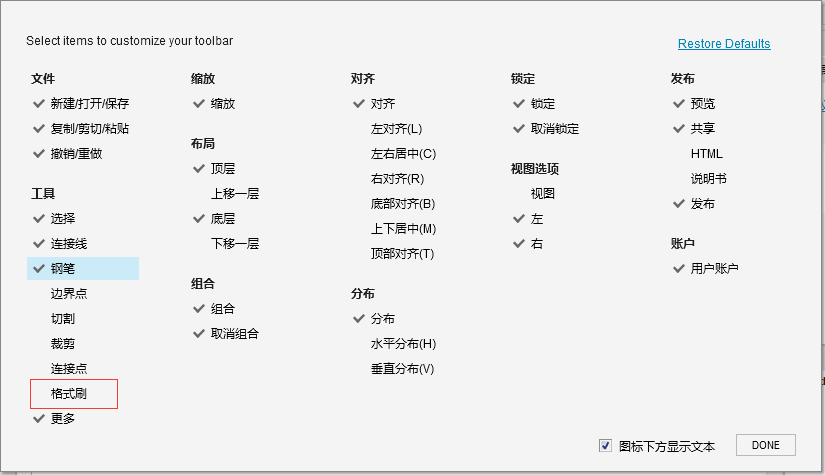 Select items to customize your toolbar
Restore Defaults
文件
新建/打开/保存
复制/剪切/粘贴
撤销/重做
工具
选择
连接线
钢笔
边界点
切割
裁剪
连接点
格式刷
更多
缩放
缩放
布局
顶层
上移一层
底层
下移一层
组合
组合
取消组合
对齐
对齐
左对齐(L)
左右居中(C)
右对齐(R)
底部对齐(B)
上下居中(M)
顶部对齐(T)
分布
分布
水平分布(H)
垂直分布(V)
锁定
锁定
取消锁定
视图选项
视图
左
右
发布
预览
共享
HTML
说明书
发布
账户
用户账户
图标下方显示文本
DONE